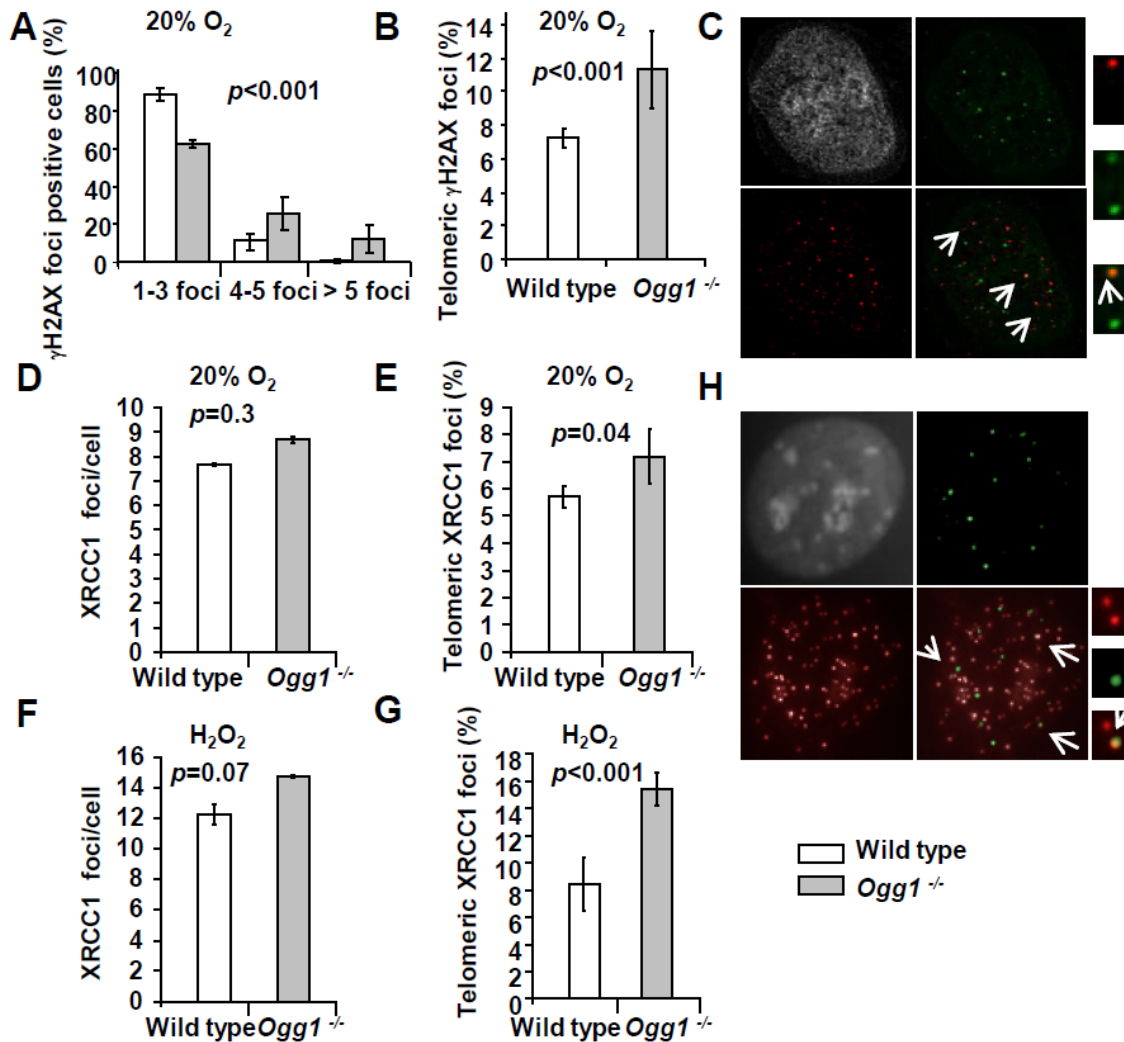 A
20% O₂
γH2AX foci positive cells (%)
100
80
60
40
20
0
p<0.001
1-3 foci 4-5 foci > 5 foci
B
20% O₂
Telomeric γH2AX foci (%)
14
12
10
8
6
4
2
0
p<0.001
Wild type Ogg1 -/-
C
D
20% O₂
XRCC1 foci/cell
10
9
8
7
6
5
4
3
2
1
0
p=0.3
Wild type Ogg1 -/-
E
20% O₂
Telomeric XRCC1 foci (%)
9
8
7
6
5
4
3
2
1
0
p=0.04
Wild type Ogg1 -/-
H
F
H₂O₂
XRCC1 foci/cell
16
14
12
10
8
6
4
2
0
p=0.07
Wild type Ogg1 -/-
G
H₂O₂
Telomeric XRCC1 foci (%)
18
16
14
12
10
8
6
4
2
0
p<0.001
Wild type Ogg1 -/-
Wild type
Ogg1 -/-